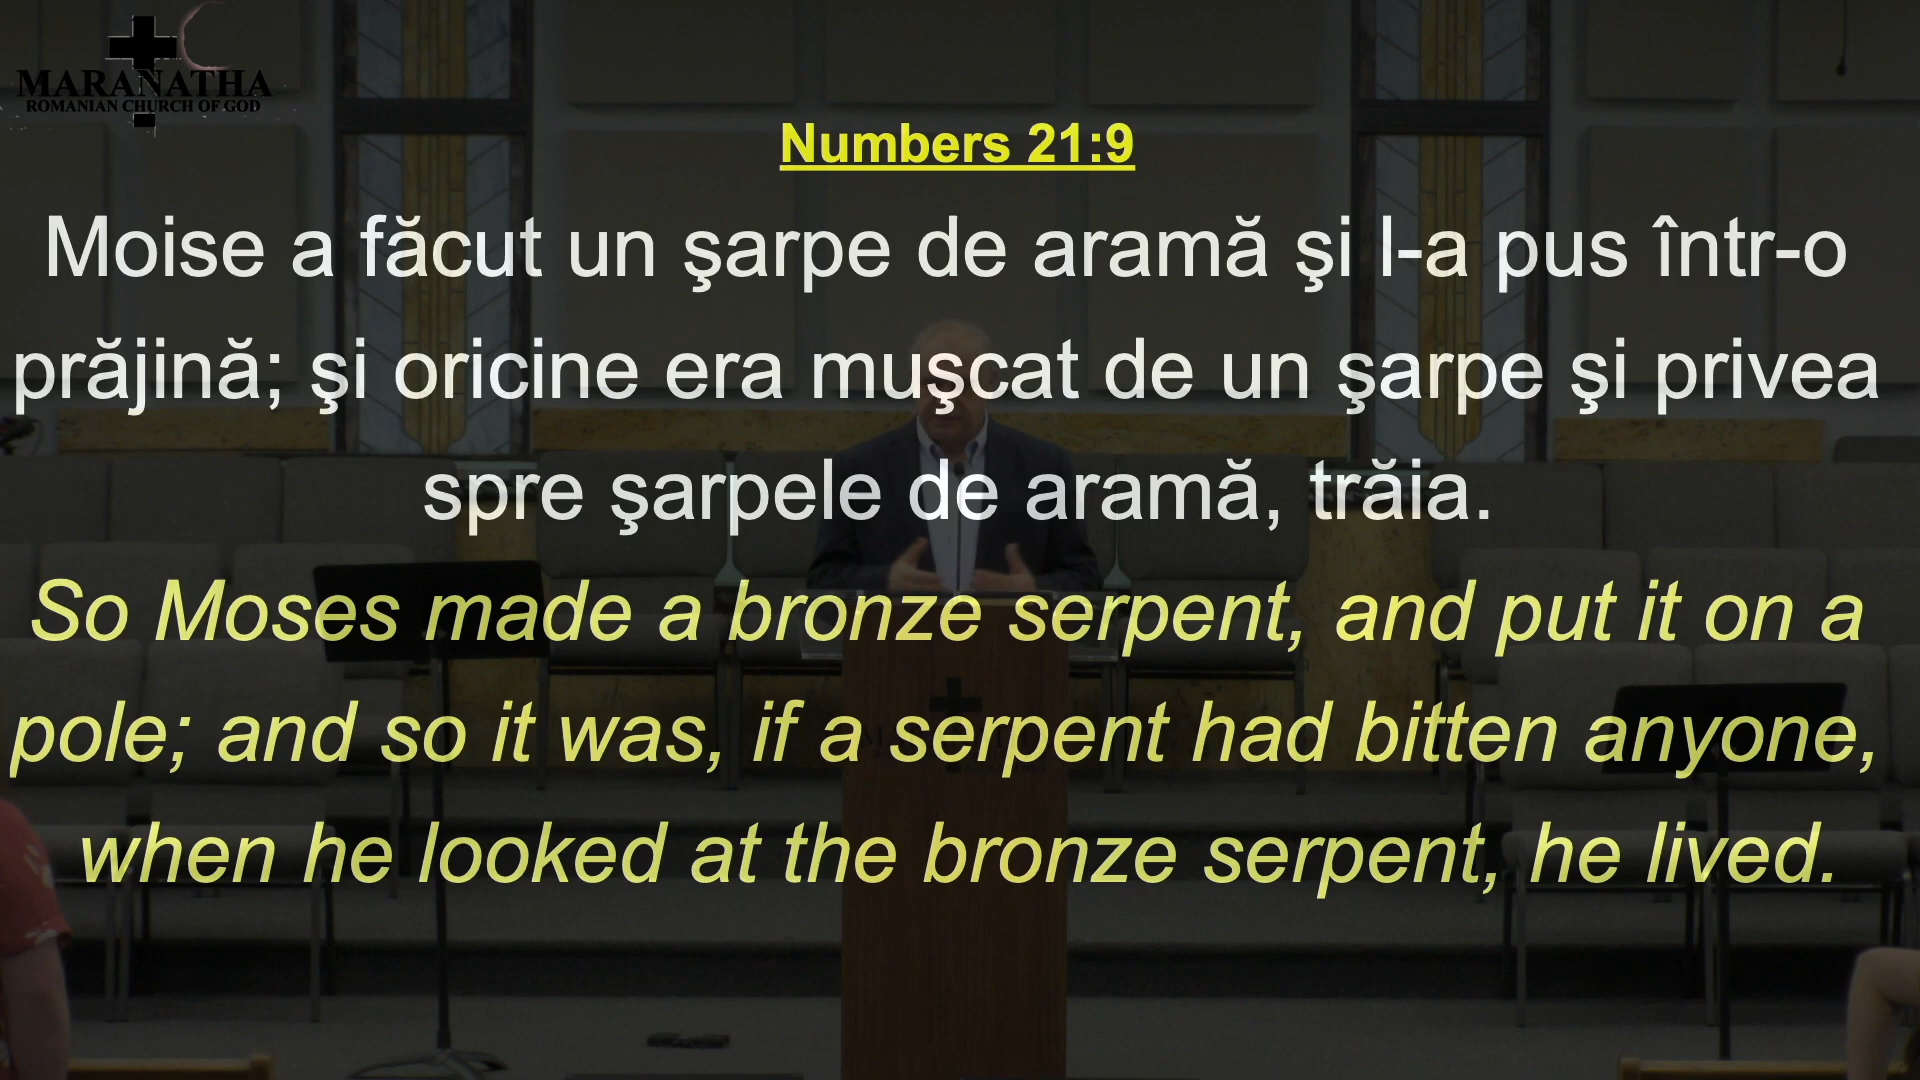 MARANATHA
ROMANIAN CHURCH OF GOD
Numbers 21:9
Moise a făcut un şarpe de aramă şi l-a pus într-o
prăjină; şi oricine era muşcat de un şarpe şi privea
spre şarpele de aramă, trăia.
So Moses made a bronze serpent, and put it on a
pole; and so it was, if a serpent had bitten anyone,
when he looked at the bronze serpent, he lived.